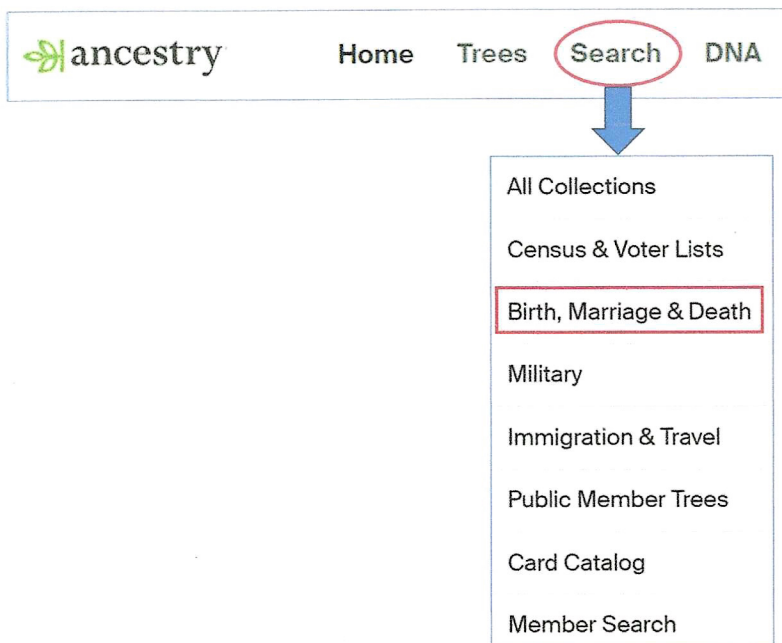 ancestry Home Trees Search DNA
All Collections
Census & Voter Lists
Birth, Marriage & Death
Military
Immigration & Travel
Public Member Trees
Card Catalog
Member Search